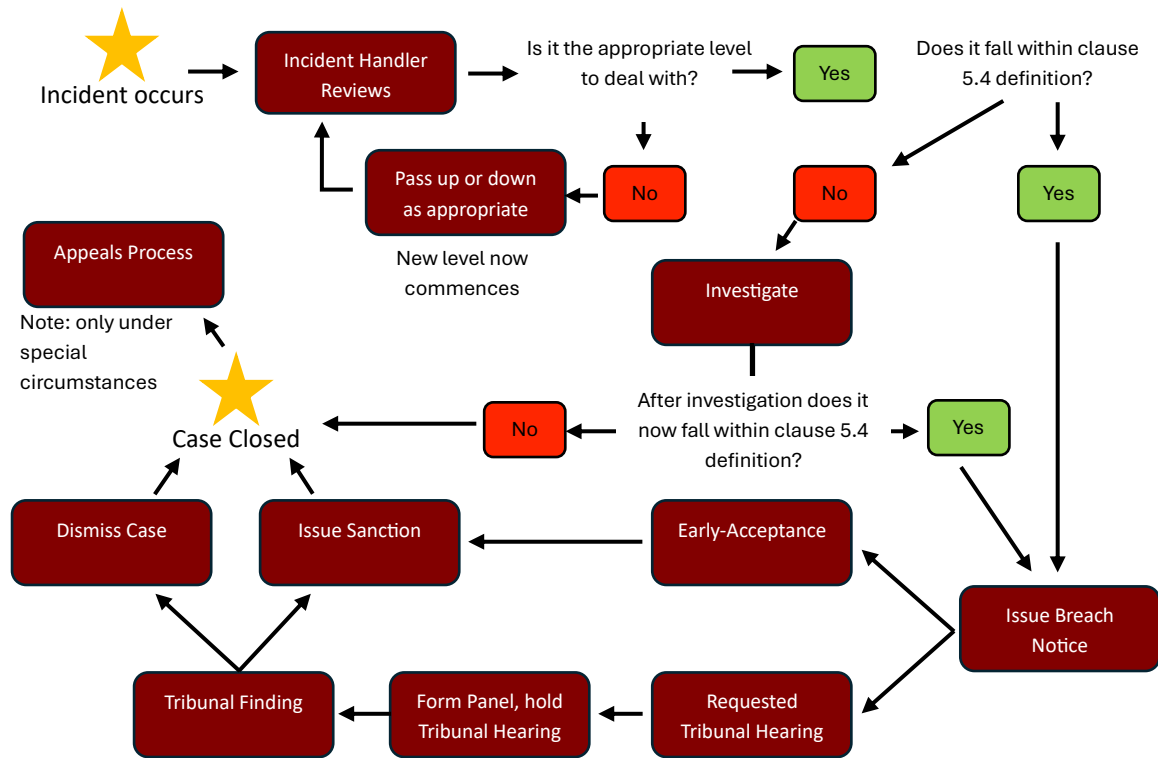 Incident occurs
Incident Handler
Reviews
Is it the appropriate level
to deal with?
Yes
Does it fall within clause
5.4 definition?
Pass up or down
as appropriate
No
No
Yes
New level now
commences
Appeals Process
Note: only under
special
circumstances
Investigate
Case Closed
No
After investigation does it
now fall within clause 5.4
definition?
Yes
Dismiss Case
Issue Sanction
Early-Acceptance
Issue Breach
Notice
Tribunal Finding
Form Panel, hold
Tribunal Hearing
Requested
Tribunal Hearing